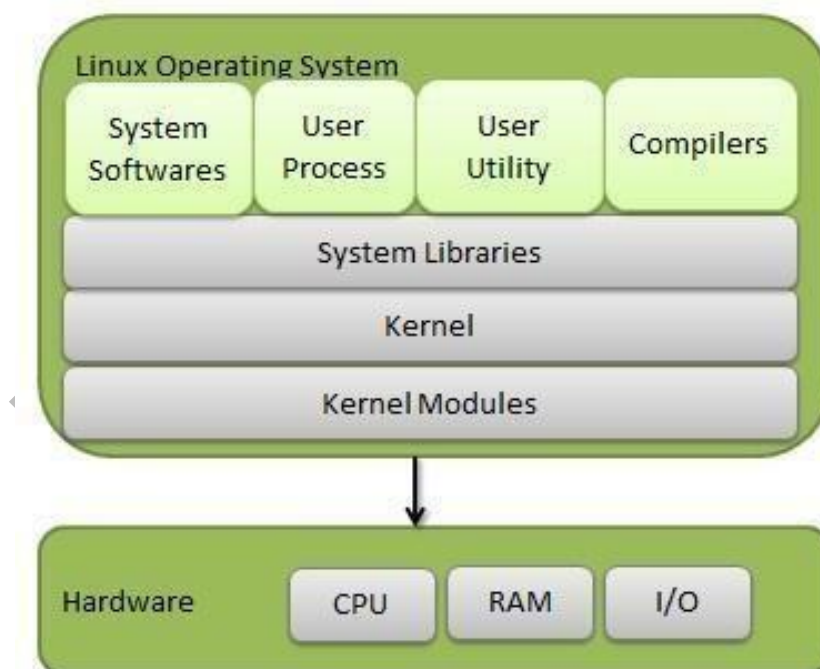 Linux Operating System
System
Softwares
User
Process
User
Utility
Compilers
System Libraries
Kernel
Kernel Modules
Hardware
CPU
RAM
I/O